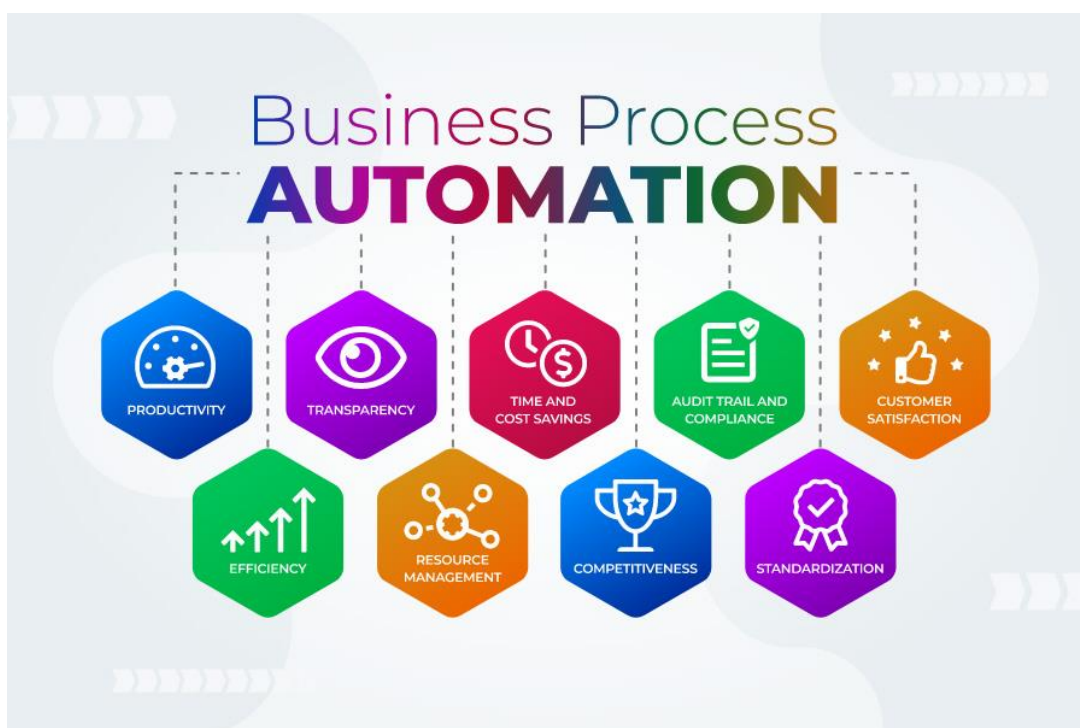 Business Process
AUTOMATION
PRODUCTIVITY
TRANSPARENCY
TIME AND
COST SAVINGS
AUDIT TRAIL AND
COMPLIANCE
CUSTOMER
SATISFACTION
EFFICIENCY
RESOURCE
MANAGEMENT
COMPETITIVENESS
STANDARDIZATION